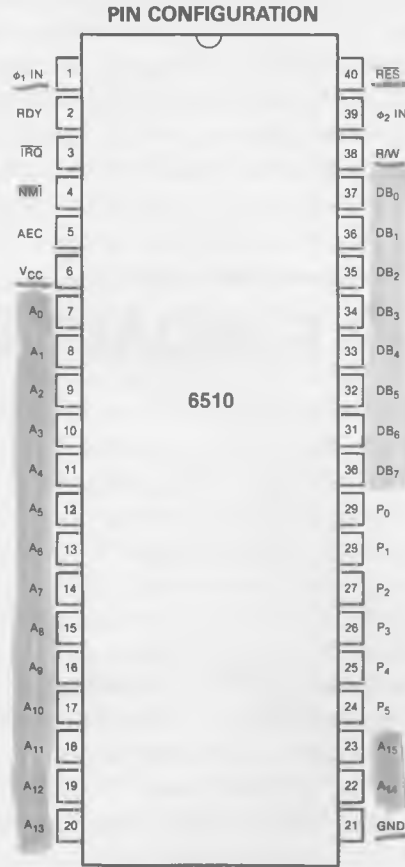 PIN CONFIGURATION
ϕ₁ IN 1
RDY 2
I̅R̅Q̅ 3
N̅M̅I̅ 4
AEC 5
V_CC 6
A₀ 7
A₁ 8
A₂ 9
A₃ 10
A₄ 11
A₅ 12
A₆ 13
A₇ 14
A₈ 15
A₉ 16
A₁₀ 17
A₁₁ 18
A₁₂ 19
A₁₃ 20
6510
40 R̅E̅S̅
39 ϕ₂ IN
38 R/W
37 DB₀
36 DB₁
35 DB₂
34 DB₃
33 DB₄
32 DB₅
31 DB₆
30 DB₇
29 P₀
28 P₁
27 P₂
26 P₃
25 P₄
24 P₅
23 A₁₅
22 A₁₄
21 GND